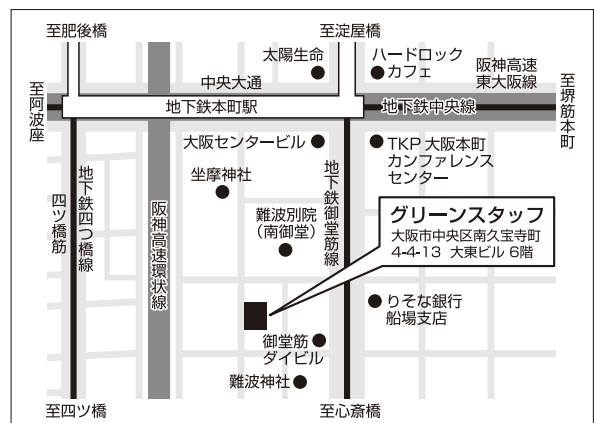 至肥後橋
至淀屋橋
太陽生命
ハードロック
カフェ
中央大通
阪神高速
東大阪線
至阿波座
地下鉄本町駅
地下鉄中央線
至堺筋本町
大阪センタービル
TKP 大阪本町
カンファレンス
センター
坐摩神社
地下鉄四つ橋線
四ツ橋筋
阪神高速環状線
難波別院
（南御堂）
地下鉄御堂筋線
グリーンスタッフ
大阪市中央区南久宝寺町
4-4-13 大東ビル 6階
りそな銀行
船場支店
御堂筋
ダイビル
難波神社
至四ツ橋
至心斎橋